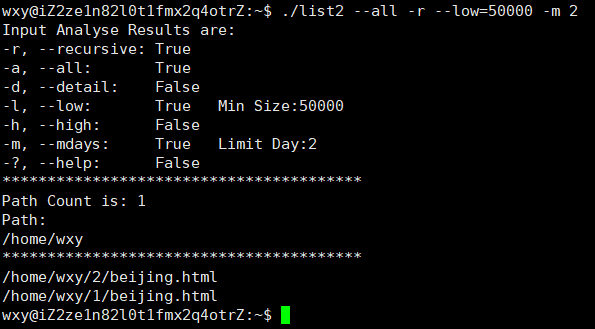 wxy@iZ2ze1n82l0t1fmx2q4otrZ:~$ ./list2 --all -r --low=50000 -m 2
Input Analyse Results are:
-r, --recursive: True
-a, --all:       True
-d, --detail:    False
-l, --low:       True   Min Size:50000
-h, --high:      False
-m, --mdays:     True   Limit Day:2
-?, --help:      False
****************************************
Path Count is: 1
Path:
/home/wxy
****************************************
/home/wxy/2/beijing.html
/home/wxy/1/beijing.html
wxy@iZ2ze1n82l0t1fmx2q4otrZ:~$